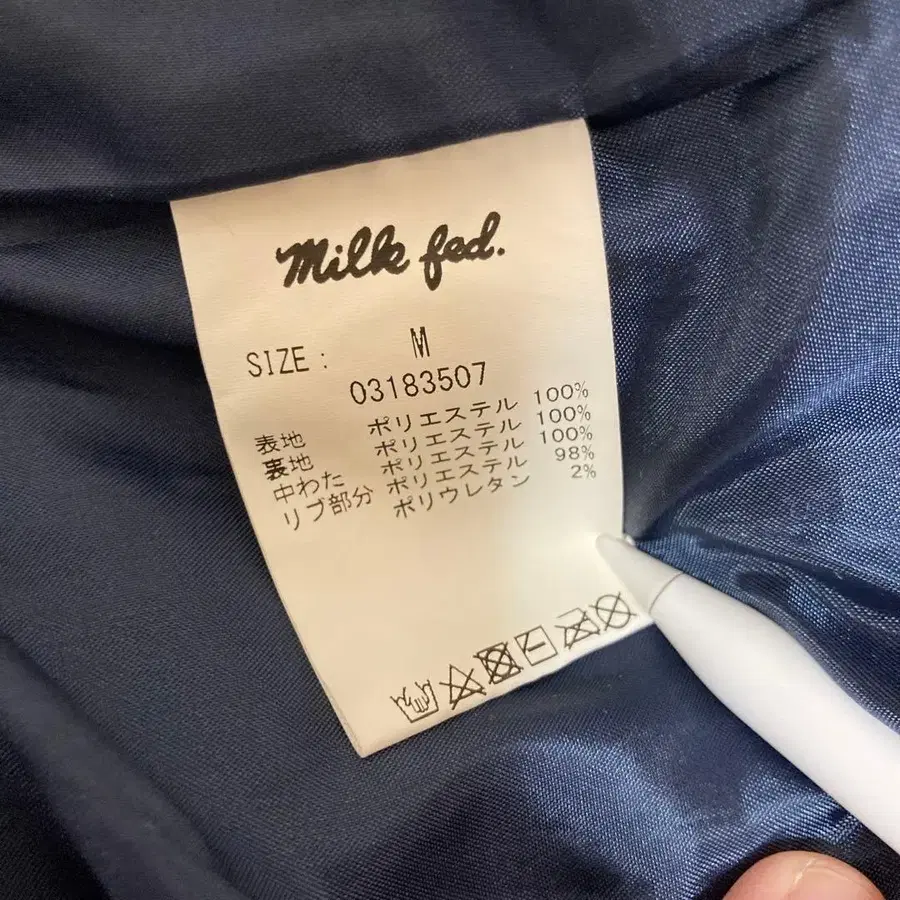 Milk fed.
SIZE : M
03183507
表地 ポリエステル 100%
裏地 ポリエステル 100%
中わた ポリエステル 100%
リブ部分 ポリエステル 98%
ポリウレタン 2%